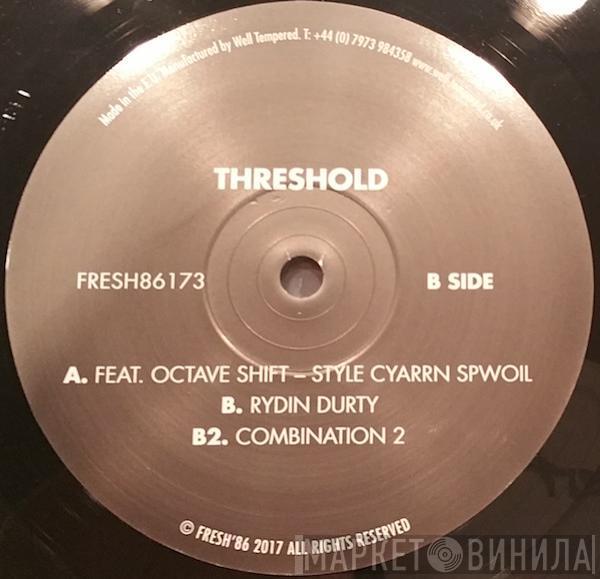 Made in the E.U. Manufactured by Well Tempered. T: +44 (0) 7973 984358
THRESHOLD
FRESH86173
B SIDE
A. FEAT. OCTAVE SHIFT – STYLE CYARRN SPWOIL
B. RYDIN DURTY
B2. COMBINATION 2
© FRESH'86 2017 ALL RIGHTS RESERVED
МАРКЕТ ВИНИЛА